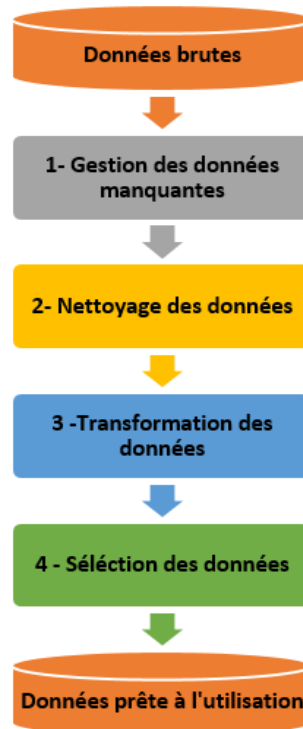 Données brutes
1- Gestion des données
manquantes
2- Nettoyage des données
3 -Transformation des
données
4 - Séléction des données
Données prête à l'utilisation